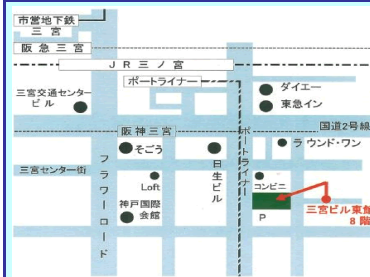 市営地下鉄
三宮
阪急三宮
JR三ノ宮
ポートライナー
三宮交通センター
ビル
ダイエー
東急イン
国道2号線
阪神三宮
そごう
日生ビル
ポートライナー
ラウンド・ワン
三宮センター街
フラワーロード
Loft
コンビニ
神戸国際
会館
P
三宮ビル東館
8階